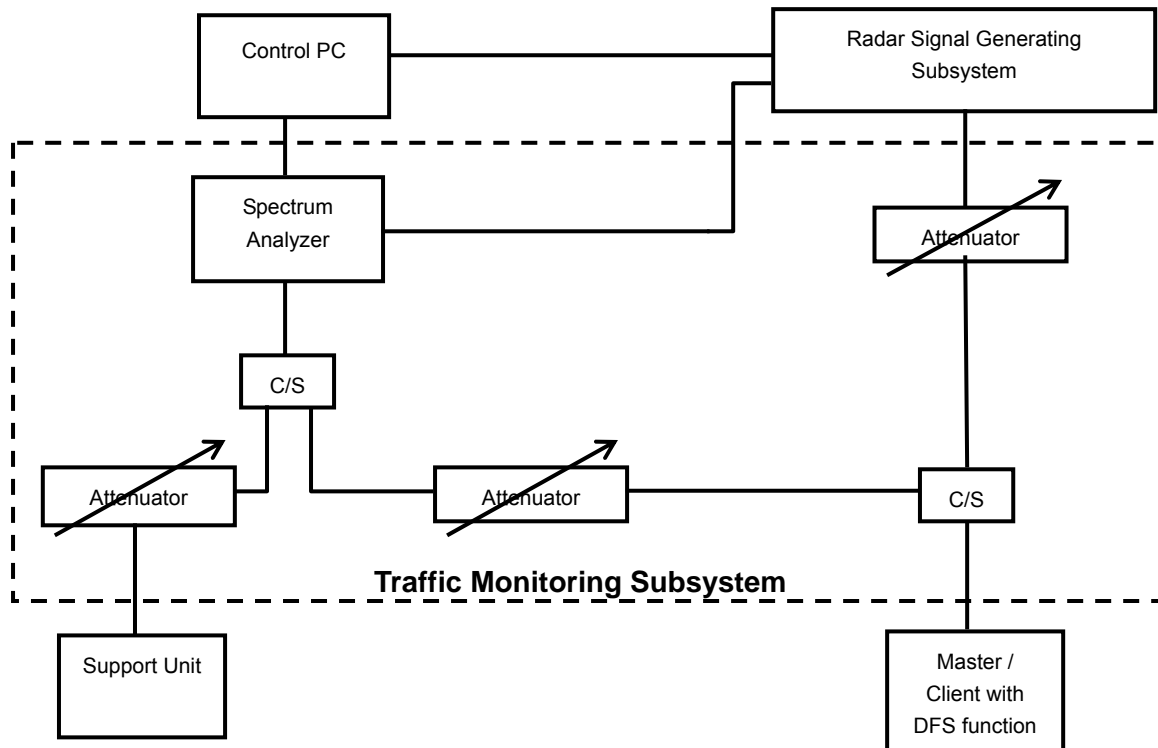 Control PC
Radar Signal Generating
Subsystem
Spectrum
Analyzer
Attenuator
C/S
Attenuator
Attenuator
C/S
Traffic Monitoring Subsystem
Support Unit
Master /
Client with
DFS function